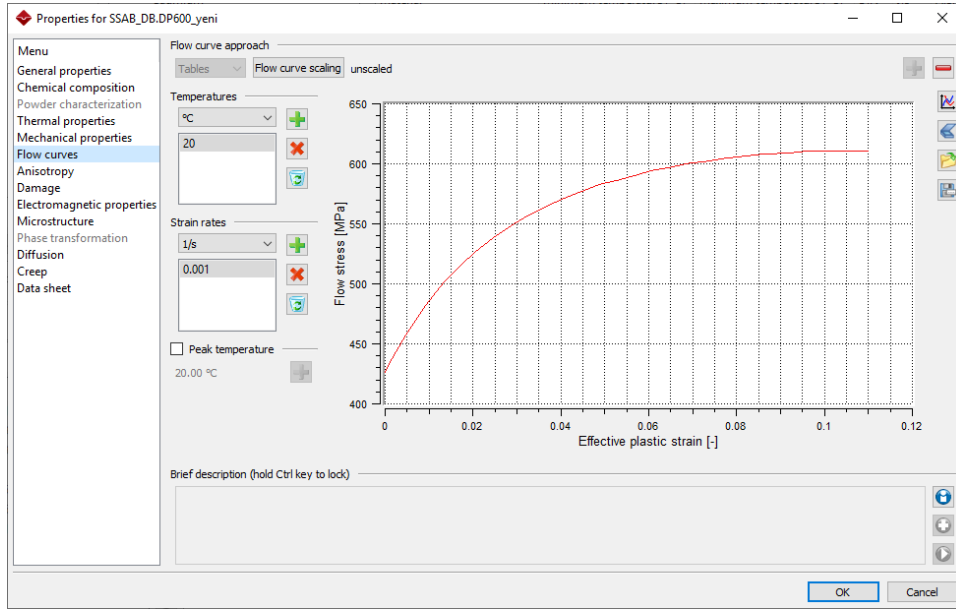 Properties for SSAB_DB.DP600_yeni
Menu
General properties
Chemical composition
Powder characterization
Thermal properties
Mechanical properties
Flow curves
Anisotropy
Damage
Electromagnetic properties
Microstructure
Phase transformation
Diffusion
Creep
Data sheet
Flow curve approach
Tables Flow curve scaling unscaled
Temperatures
°C
20
Strain rates
1/s
0.001
Peak temperature
20.00 °C
650
600
550
500
450
400
Flow stress [MPa]
0 0.02 0.04 0.06 0.08 0.1 0.12
Effective plastic strain [-]
Brief description (hold Ctrl key to lock)
OK Cancel